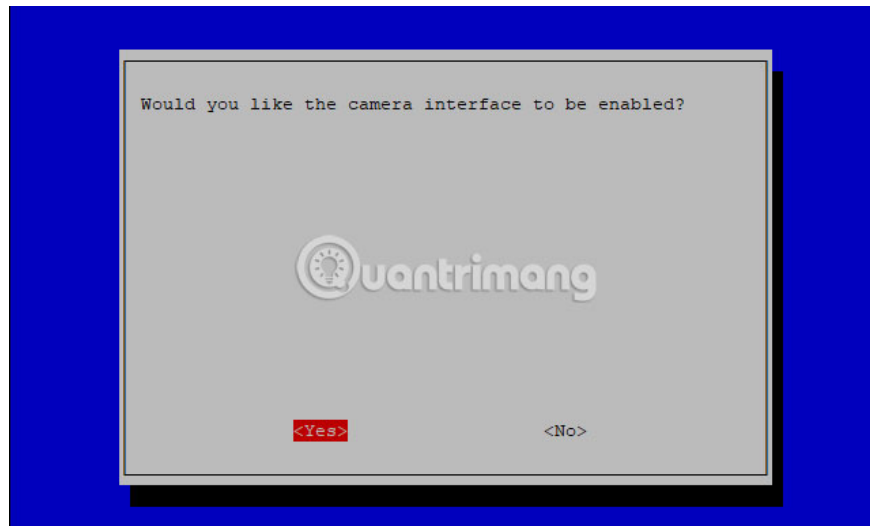 Would you like the camera interface to be enabled?
Quantrimang
<Yes> <No>